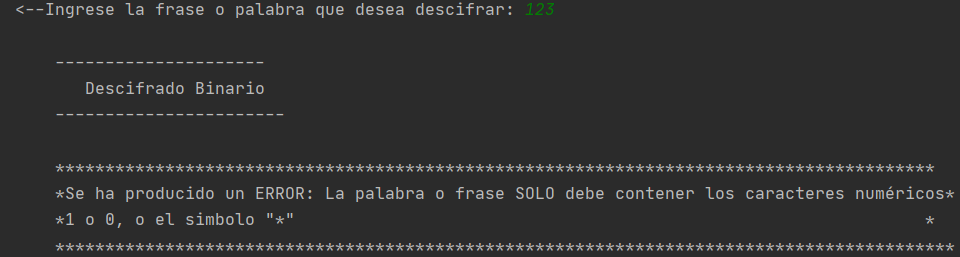 <--Ingrese la frase o palabra que desea descifrar: 123
---------------------
Descifrado Binario
-----------------------
****************************************************************************************
*Se ha producido un ERROR: La palabra o frase SOLO debe contener los caracteres numéricos*
*1 o 0, o el simbolo "*"                                                               *
******************************************************************************************